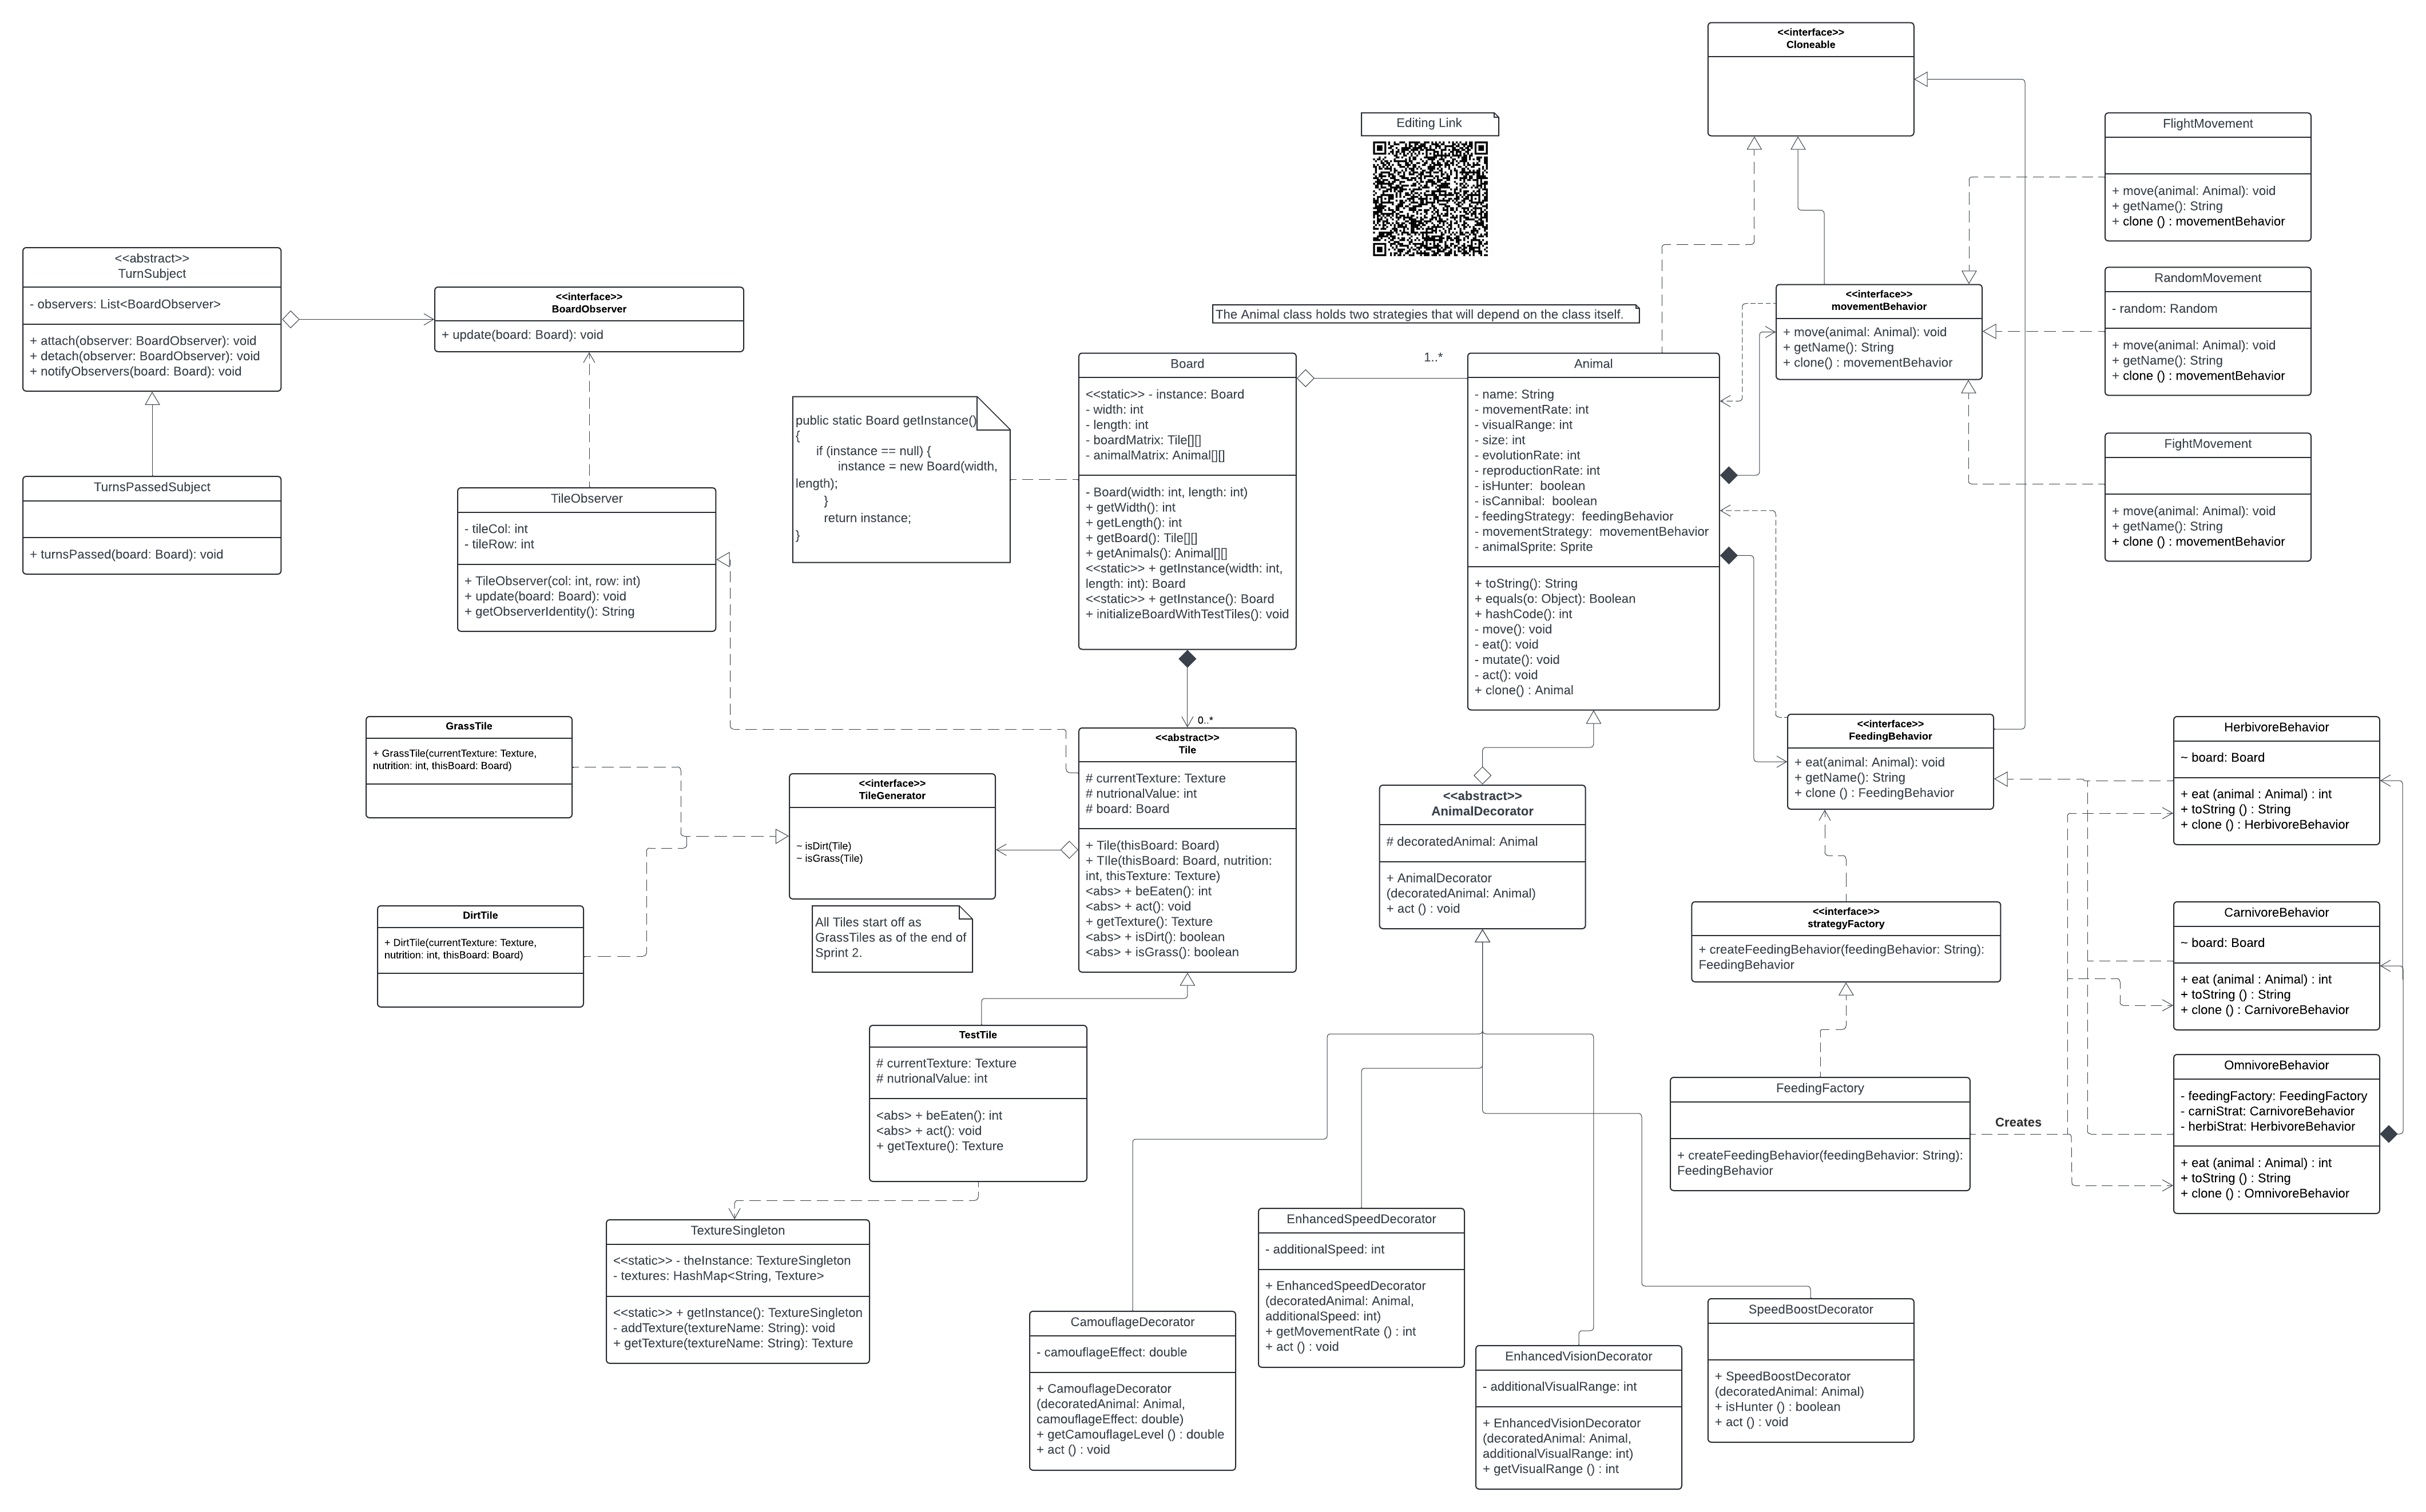 <<interface>>
Cloneable
Editing Link
FlightMovement
+ move(animal: Animal): void
+ getName(): String
+ clone () : movementBehavior
<<abstract>>
TurnSubject
- observers: List<BoardObserver>
+ attach(observer: BoardObserver): void
+ detach(observer: BoardObserver): void
+ notifyObservers(board: Board): void
<<interface>>
BoardObserver
+ update(board: Board): void
The Animal class holds two strategies that will depend on the class itself.
<<interface>>
movementBehavior
+ move(animal: Animal): void
+ getName(): String
+ clone() : movementBehavior
RandomMovement
- random: Random
+ move(animal: Animal): void
+ getName(): String
+ clone () : movementBehavior
FightMovement
+ move(animal: Animal): void
+ getName(): String
+ clone () : movementBehavior
TurnsPassedSubject
+ turnsPassed(board: Board): void
TileObserver
- tileCol: int
- tileRow: int
+ TileObserver(col: int, row: int)
+ update(board: Board): void
+ getObserverIdentity(): String
public static Board getInstance()
{
if (instance == null) {
instance = new Board(width,
length);
}
return instance;
}
Board
<<static>> - instance: Board
- width: int
- length: int
- boardMatrix: Tile[][]
- animalMatrix: Animal[][]
- Board(width: int, length: int)
+ getWidth(): int
+ getLength(): int
+ getBoard(): Tile[][]
+ getAnimals(): Animal[][]
<<static>> + getInstance(width: int,
length: int): Board
<<static>> + getInstance(): Board
+ initializeBoardWithTestTiles(): void
1..*
Animal
- name: String
- movementRate: int
- visualRange: int
- size: int
- evolutionRate: int
- reproductionRate: int
- isHunter:  boolean
- isCannibal:  boolean
- feedingStrategy:  feedingBehavior
- movementStrategy:  movementBehavior
- animalSprite: Sprite
+ toString(): String
+ equals(o: Object): Boolean
+ hashCode(): int
- move(): void
- eat(): void
- mutate(): void
- act(): void
+ clone() : Animal
0..*
GrassTile
+ GrassTile(currentTexture: Texture,
nutrition: int, thisBoard: Board)
DirtTile
+ DirtTile(currentTexture: Texture,
nutrition: int, thisBoard: Board)
<<interface>>
TileGenerator
~ isDirt(Tile)
~ isGrass(Tile)
All Tiles start off as
GrassTiles as of the end of
Sprint 2.
<<abstract>>
Tile
# currentTexture: Texture
# nutrionalValue: int
# board: Board
+ Tile(thisBoard: Board)
+ TIle(thisBoard: Board, nutrition:
int, thisTexture: Texture)
<abs> + beEaten(): int
<abs> + act(): void
+ getTexture(): Texture
<abs> + isDirt(): boolean
<abs> + isGrass(): boolean
<<abstract>>
AnimalDecorator
# decoratedAnimal: Animal
+ AnimalDecorator
(decoratedAnimal: Animal)
+ act () : void
<<interface>>
FeedingBehavior
+ eat(animal: Animal): void
+ getName(): String
+ clone () : FeedingBehavior
<<interface>>
strategyFactory
+ createFeedingBehavior(feedingBehavior: String):
FeedingBehavior
FeedingFactory
+ createFeedingBehavior(feedingBehavior: String):
FeedingBehavior
Creates
HerbivoreBehavior
~ board: Board
+ eat (animal : Animal) : int
+ toString () : String
+ clone () : HerbivoreBehavior
CarnivoreBehavior
~ board: Board
+ eat (animal : Animal) : int
+ toString () : String
+ clone () : CarnivoreBehavior
OmnivoreBehavior
- feedingFactory: FeedingFactory
- carniStrat: CarnivoreBehavior
- herbiStrat: HerbivoreBehavior
+ eat (animal : Animal) : int
+ toString () : String
+ clone () : OmnivoreBehavior
TestTile
# currentTexture: Texture
# nutrionalValue: int
<abs> + beEaten(): int
<abs> + act(): void
+ getTexture(): Texture
TextureSingleton
<<static>> - theInstance: TextureSingleton
- textures: HashMap<String, Texture>
<<static>> + getInstance(): TextureSingleton
- addTexture(textureName: String): void
+ getTexture(textureName: String): Texture
CamouflageDecorator
- camouflageEffect: double
+ CamouflageDecorator
(decoratedAnimal: Animal,
camouflageEffect: double)
+ getCamouflageLevel () : double
+ act () : void
EnhancedSpeedDecorator
- additionalSpeed: int
+ EnhancedSpeedDecorator
(decoratedAnimal: Animal,
additionalSpeed: int)
+ getMovementRate () : int
+ act () : void
EnhancedVisionDecorator
- additionalVisualRange: int
+ EnhancedVisionDecorator
(decoratedAnimal: Animal,
additionalVisualRange: int)
+ getVisualRange () : int
SpeedBoostDecorator
+ SpeedBoostDecorator
(decoratedAnimal: Animal)
+ isHunter () : boolean
+ act () : void